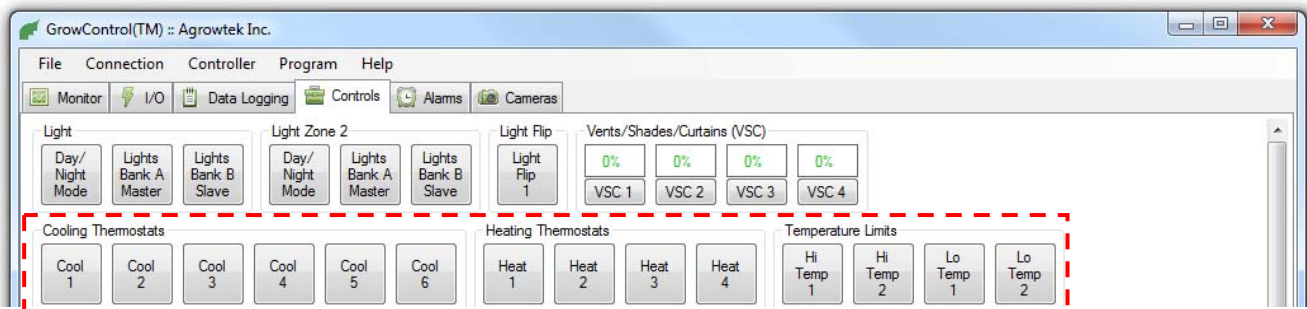 GrowControl(TM) :: Agrowtek Inc.
File Connection Controller Program Help
Monitor I/O Data Logging Controls Alarms Cameras
Light Light Zone 2 Light Flip Vents/Shades/Curtains (VSC)
Day/ Lights Lights Day/ Lights Lights Light 0% 0% 0% 0%
Night Bank A Bank B Night Bank A Bank B Flip
Mode Master Slave Mode Master Slave 1 VSC 1 VSC 2 VSC 3 VSC 4
Cooling Thermostats Heating Thermostats Temperature Limits
Cool Cool Cool Cool Cool Cool Heat Heat Heat Heat Hi Hi Lo Lo
Temp Temp Temp Temp
1 2 3 4 5 6 1 2 3 4 1 2 1 2